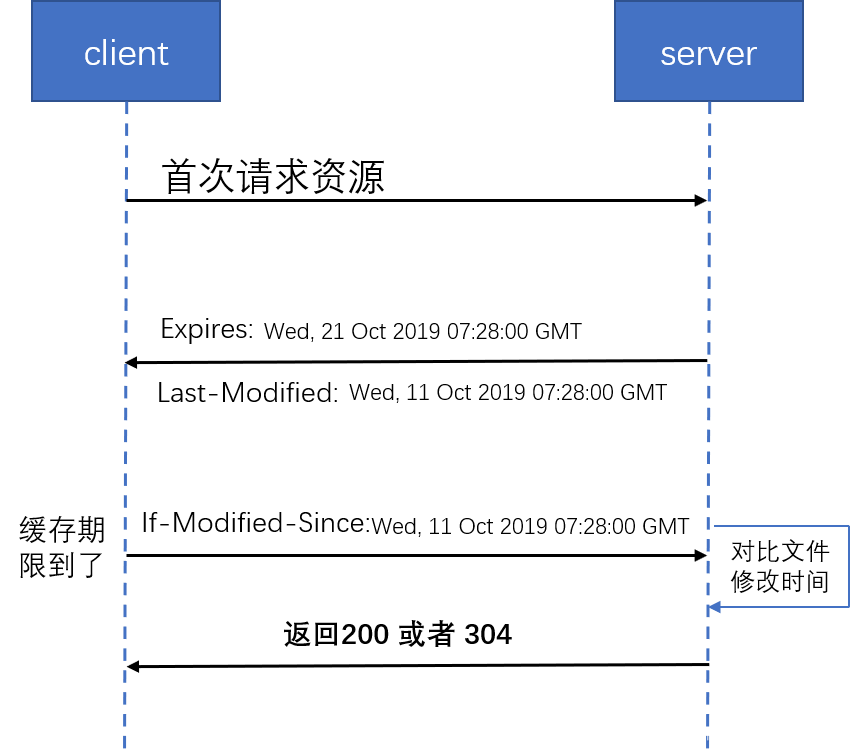 client
server
首次请求资源
Expires: Wed, 21 Oct 2019 07:28:00 GMT
Last-Modified: Wed, 11 Oct 2019 07:28:00 GMT
缓存期
限到了
If-Modified-Since:Wed, 11 Oct 2019 07:28:00 GMT
对比文件
修改时间
返回200 或者 304